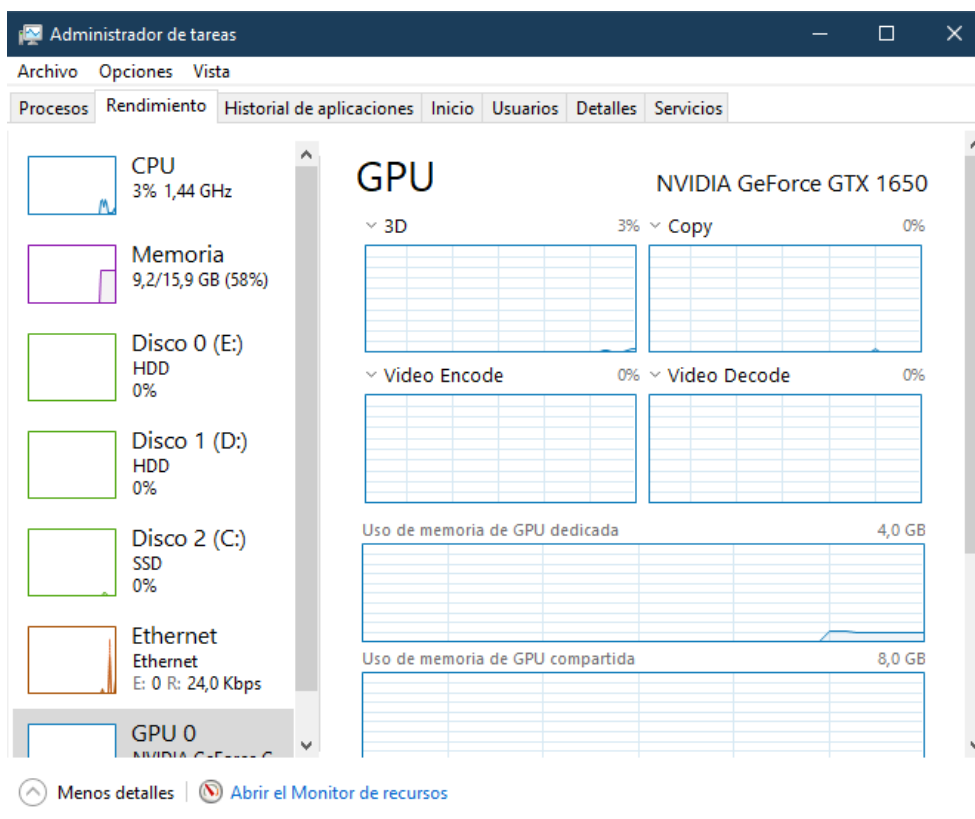 Administrador de tareas
Archivo Opciones Vista
Procesos Rendimiento Historial de aplicaciones Inicio Usuarios Detalles Servicios
CPU
3% 1,44 GHz
Memoria
9,2/15,9 GB (58%)
Disco 0 (E:)
HDD
0%
Disco 1 (D:)
HDD
0%
Disco 2 (C:)
SSD
0%
Ethernet
Ethernet
E: 0 R: 24,0 Kbps
GPU 0
GPU
NVIDIA GeForce GTX 1650
3D 3%
Copy 0%
Video Encode 0%
Video Decode 0%
Uso de memoria de GPU dedicada 4,0 GB
Uso de memoria de GPU compartida 8,0 GB
Menos detalles
Abrir el Monitor de recursos